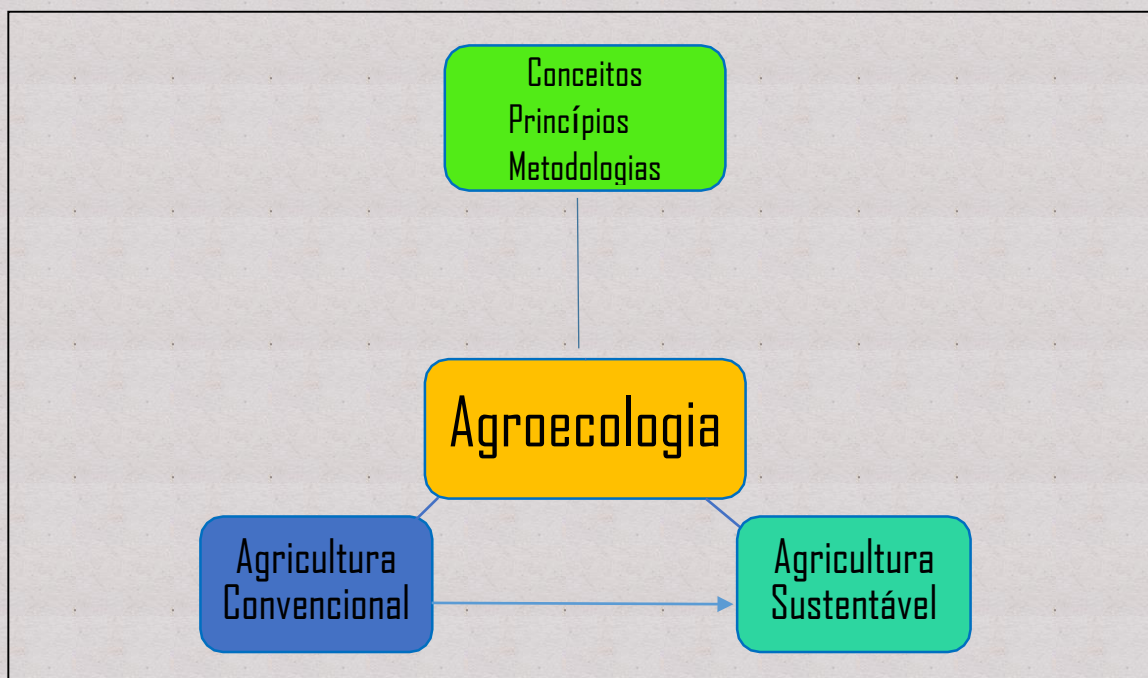 Conceitos
Princípios
Metodologias
Agroecologia
Agricultura
Convencional
Agricultura
Sustentável